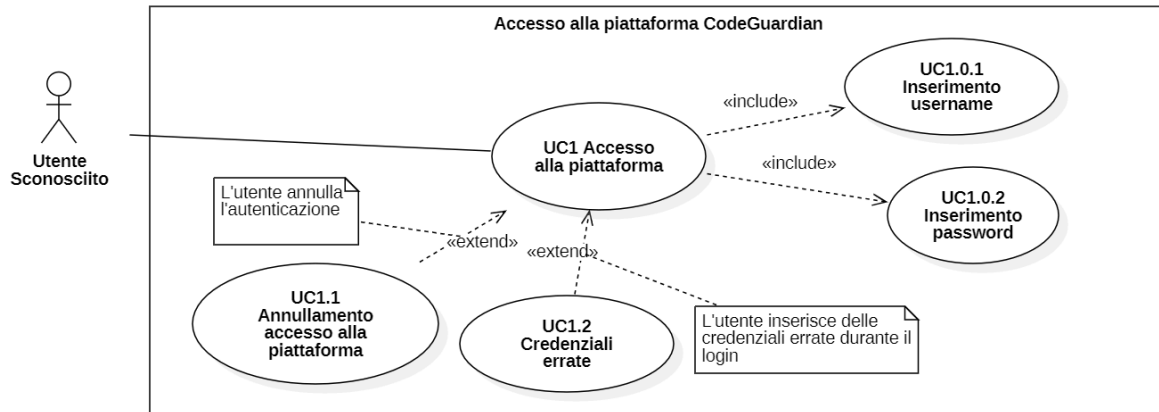 Accesso alla piattaforma CodeGuardian
Utente
Sconosciito
UC1 Accesso
alla piattaforma
«include»
UC1.0.1
Inserimento
username
«include»
UC1.0.2
Inserimento
password
L'utente annulla
l'autenticazione
«extend»
«extend»
UC1.1
Annullamento
accesso alla
piattaforma
UC1.2
Credenziali
errate
L'utente inserisce delle
credenziali errate durante il
login